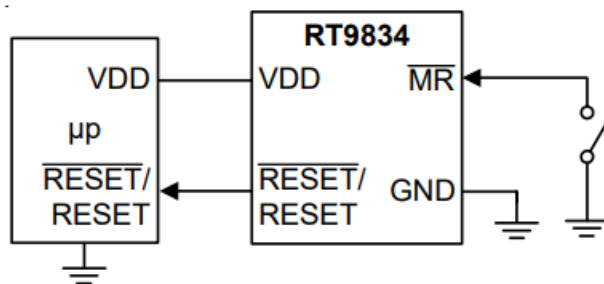 RT9834
VDD
VDD
MR
µp
RESET/
RESET
RESET/
RESET
GND